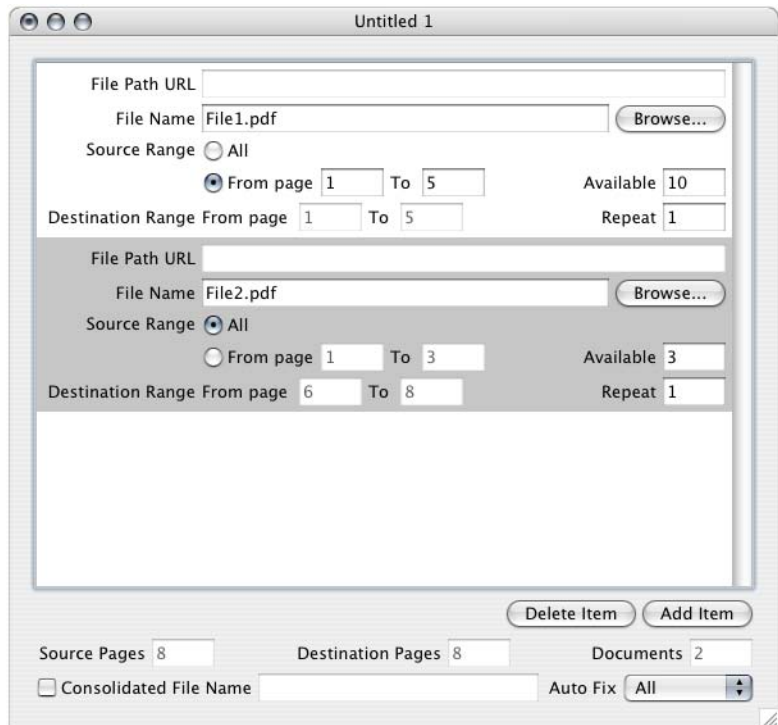 Untitled 1
File Path URL
File Name File1.pdf Browse...
Source Range All
From page 1 To 5 Available 10
Destination Range From page 1 To 5 Repeat 1
File Path URL
File Name File2.pdf Browse...
Source Range All
From page 1 To 3 Available 3
Destination Range From page 6 To 8 Repeat 1
Delete Item Add Item
Source Pages 8 Destination Pages 8 Documents 2
Consolidated File Name Auto Fix All